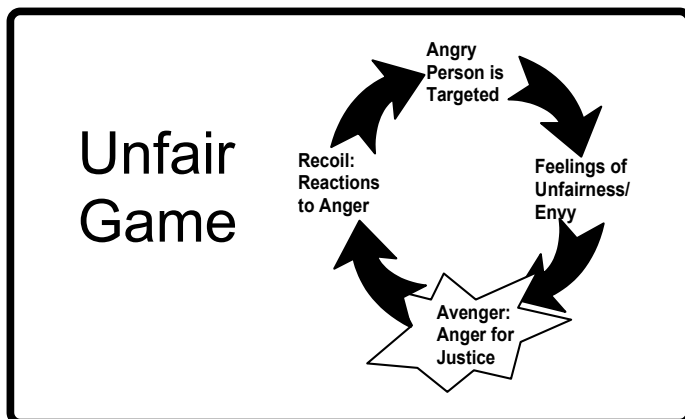 Unfair
Game
Angry
Person is
Targeted
Feelings of
Unfairness/
Envy
Avenger:
Anger for
Justice
Recoil:
Reactions
to Anger